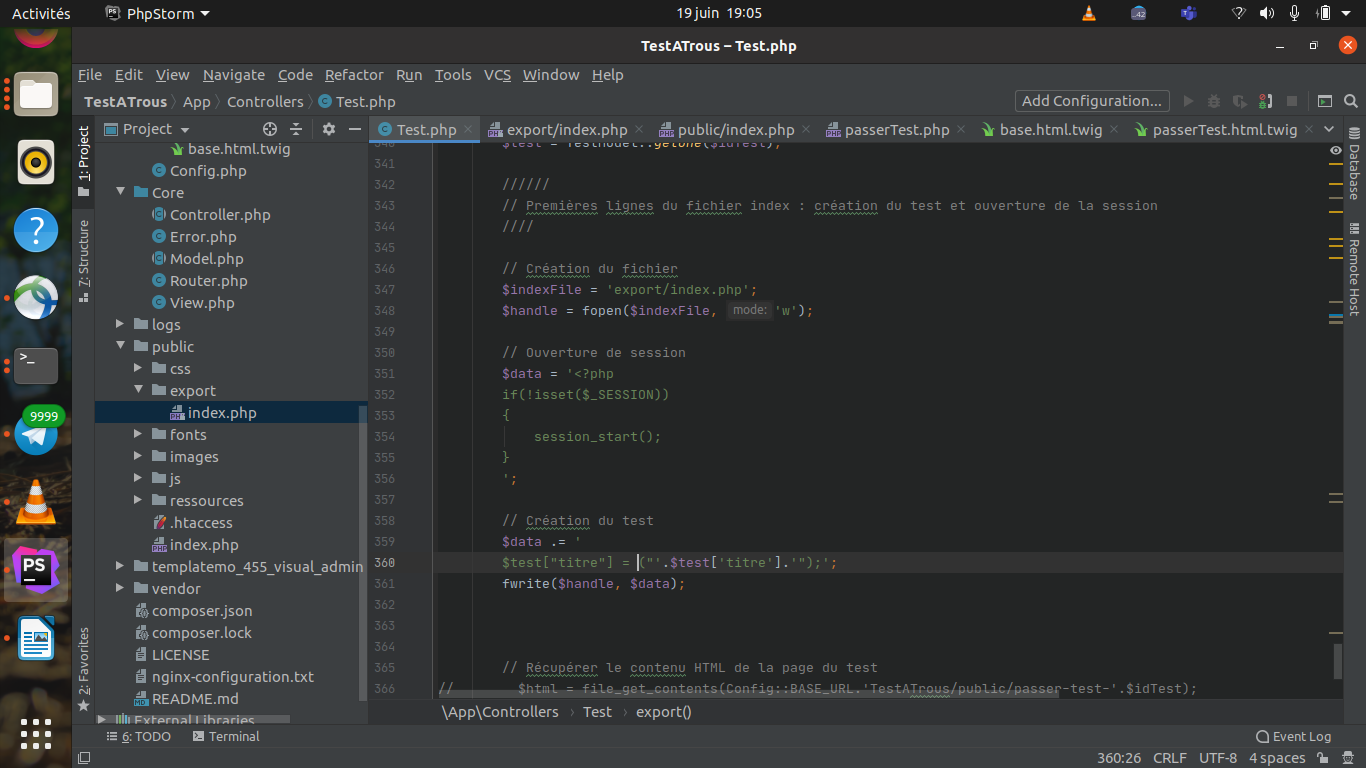 Activités
PhpStorm
19 juin 19:05
.42
TestATrous – Test.php
File Edit View Navigate Code Refactor Run Tools VCS Window Help
TestATrous App Controllers Test.php
Add Configuration...
Project
Test.php
export/index.php
public/index.php
passerTest.php
base.html.twig
passerTest.html.twig
1: Project
7: Structure
2: Favorites
Database
Remote Host
base.html.twig
Config.php
Core
Controller.php
Error.php
Model.php
Router.php
View.php
logs
public
css
export
index.php
fonts
images
js
ressources
.htaccess
index.php
templatemo_455_visual_admin
vendor
composer.json
composer.lock
LICENSE
nginx-configuration.txt
README.md
External Libraries
9999
340 $test = TestModel::getOne($idTest);
341
342 //////
343 // Premières lignes du fichier index : création du test et ouverture de la session
344 ////
345
346 // Création du fichier
347 $indexFile = 'export/index.php';
348 $handle = fopen($indexFile, mode: 'w');
349
350 // Ouverture de session
351 $data = '<?php
352 if(!isset($_SESSION))
353 {
354 session_start();
355 }
356 ';
357
358 // Création du test
359 $data .= '
360 $test["titre"] = ("'.$test['titre'].'");';
361 fwrite($handle, $data);
362
363
364
365 // Récupérer le contenu HTML de la page du test
366 // $html = file_get_contents(Config::BASE_URL.'TestATrous/public/passer-test-'.$idTest);
\App\Controllers › Test › export()
6: TODO
Terminal
Event Log
360:26 CRLF UTF-8 4 spaces